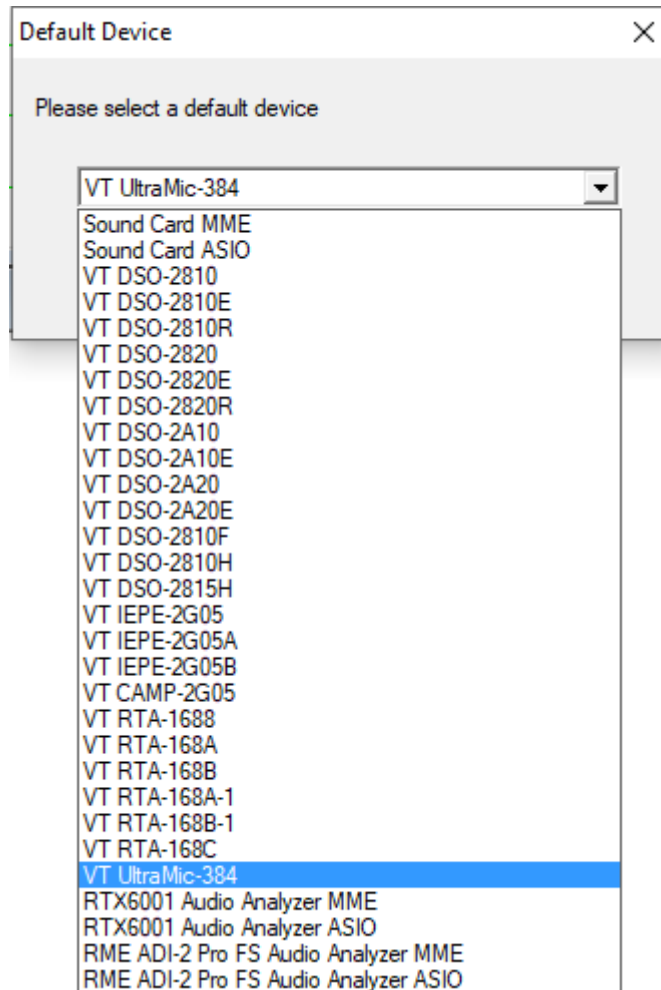 Default Device
Please select a default device
VT UltraMic-384
Sound Card MME
Sound Card ASIO
VT DSO-2810
VT DSO-2810E
VT DSO-2810R
VT DSO-2820
VT DSO-2820E
VT DSO-2820R
VT DSO-2A10
VT DSO-2A10E
VT DSO-2A20
VT DSO-2A20E
VT DSO-2810F
VT DSO-2810H
VT DSO-2815H
VT IEPE-2G05
VT IEPE-2G05A
VT IEPE-2G05B
VT CAMP-2G05
VT RTA-1688
VT RTA-168A
VT RTA-168B
VT RTA-168A-1
VT RTA-168B-1
VT RTA-168C
VT UltraMic-384
RTX6001 Audio Analyzer MME
RTX6001 Audio Analyzer ASIO
RME ADI-2 Pro FS Audio Analyzer MME
RME ADI-2 Pro FS Audio Analyzer ASIO